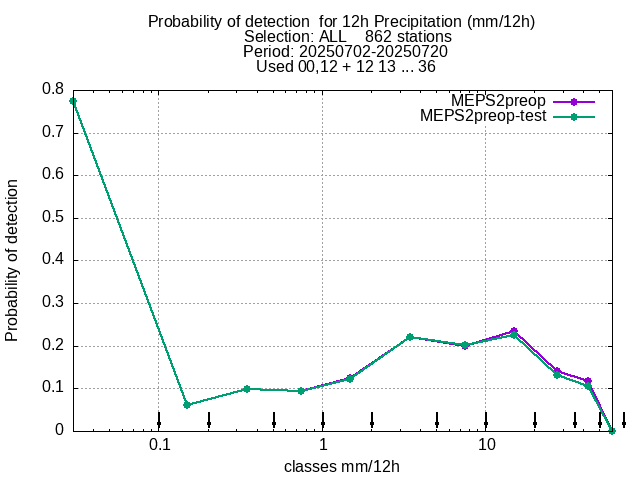 Probability of detection  for 12h Precipitation (mm/12h)
Selection: ALL    862 stations
Period: 20250702-20250720
Used 00,12 + 12 13 ... 36
MEPS2preop
MEPS2preop-test
0.8
0.7
0.6
0.5
0.4
0.3
0.2
0.1
0
Probability of detection
0.1 1 10
classes mm/12h